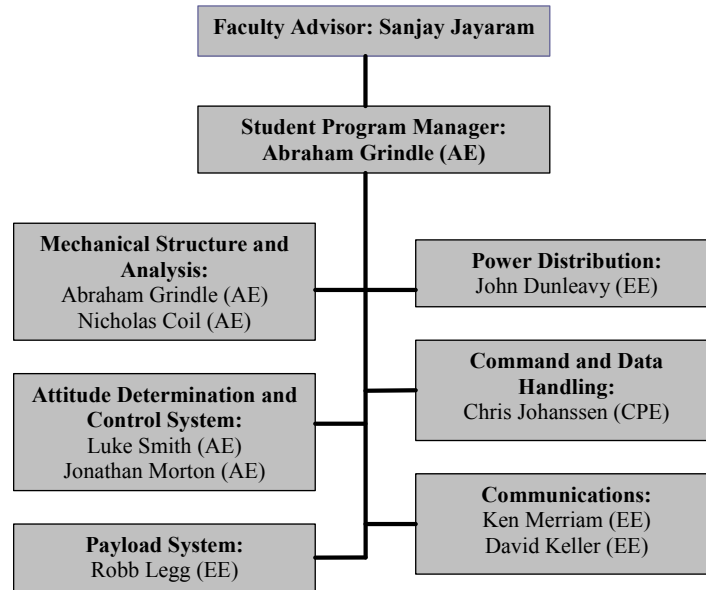 Faculty Advisor: Sanjay Jayaram
Student Program Manager:
Abraham Grindle (AE)
Mechanical Structure and
Analysis:
Abraham Grindle (AE)
Nicholas Coil (AE)
Power Distribution:
John Dunleavy (EE)
Attitude Determination and
Control System:
Luke Smith (AE)
Jonathan Morton (AE)
Command and Data
Handling:
Chris Johanssen (CPE)
Payload System:
Robb Legg (EE)
Communications:
Ken Merriam (EE)
David Keller (EE)